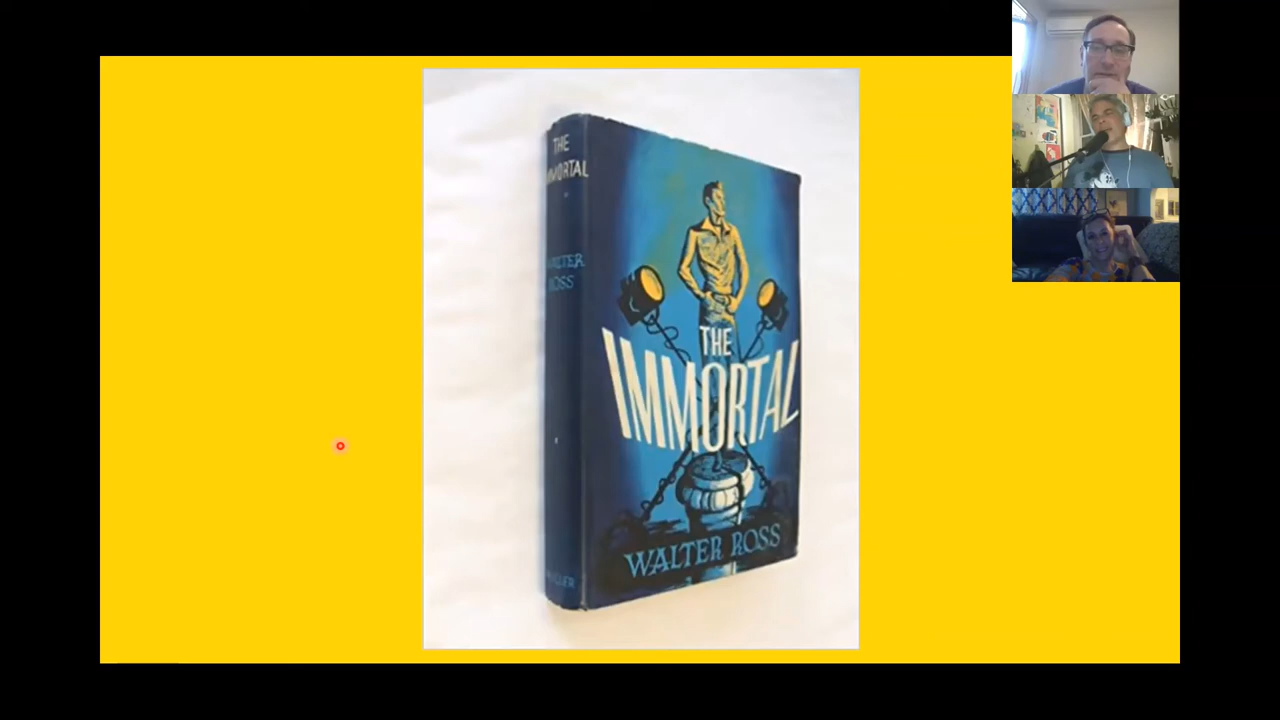 THE
IMMORTAL
WALTER
ROSS
THE
IMMORTAL
WALTER ROSS